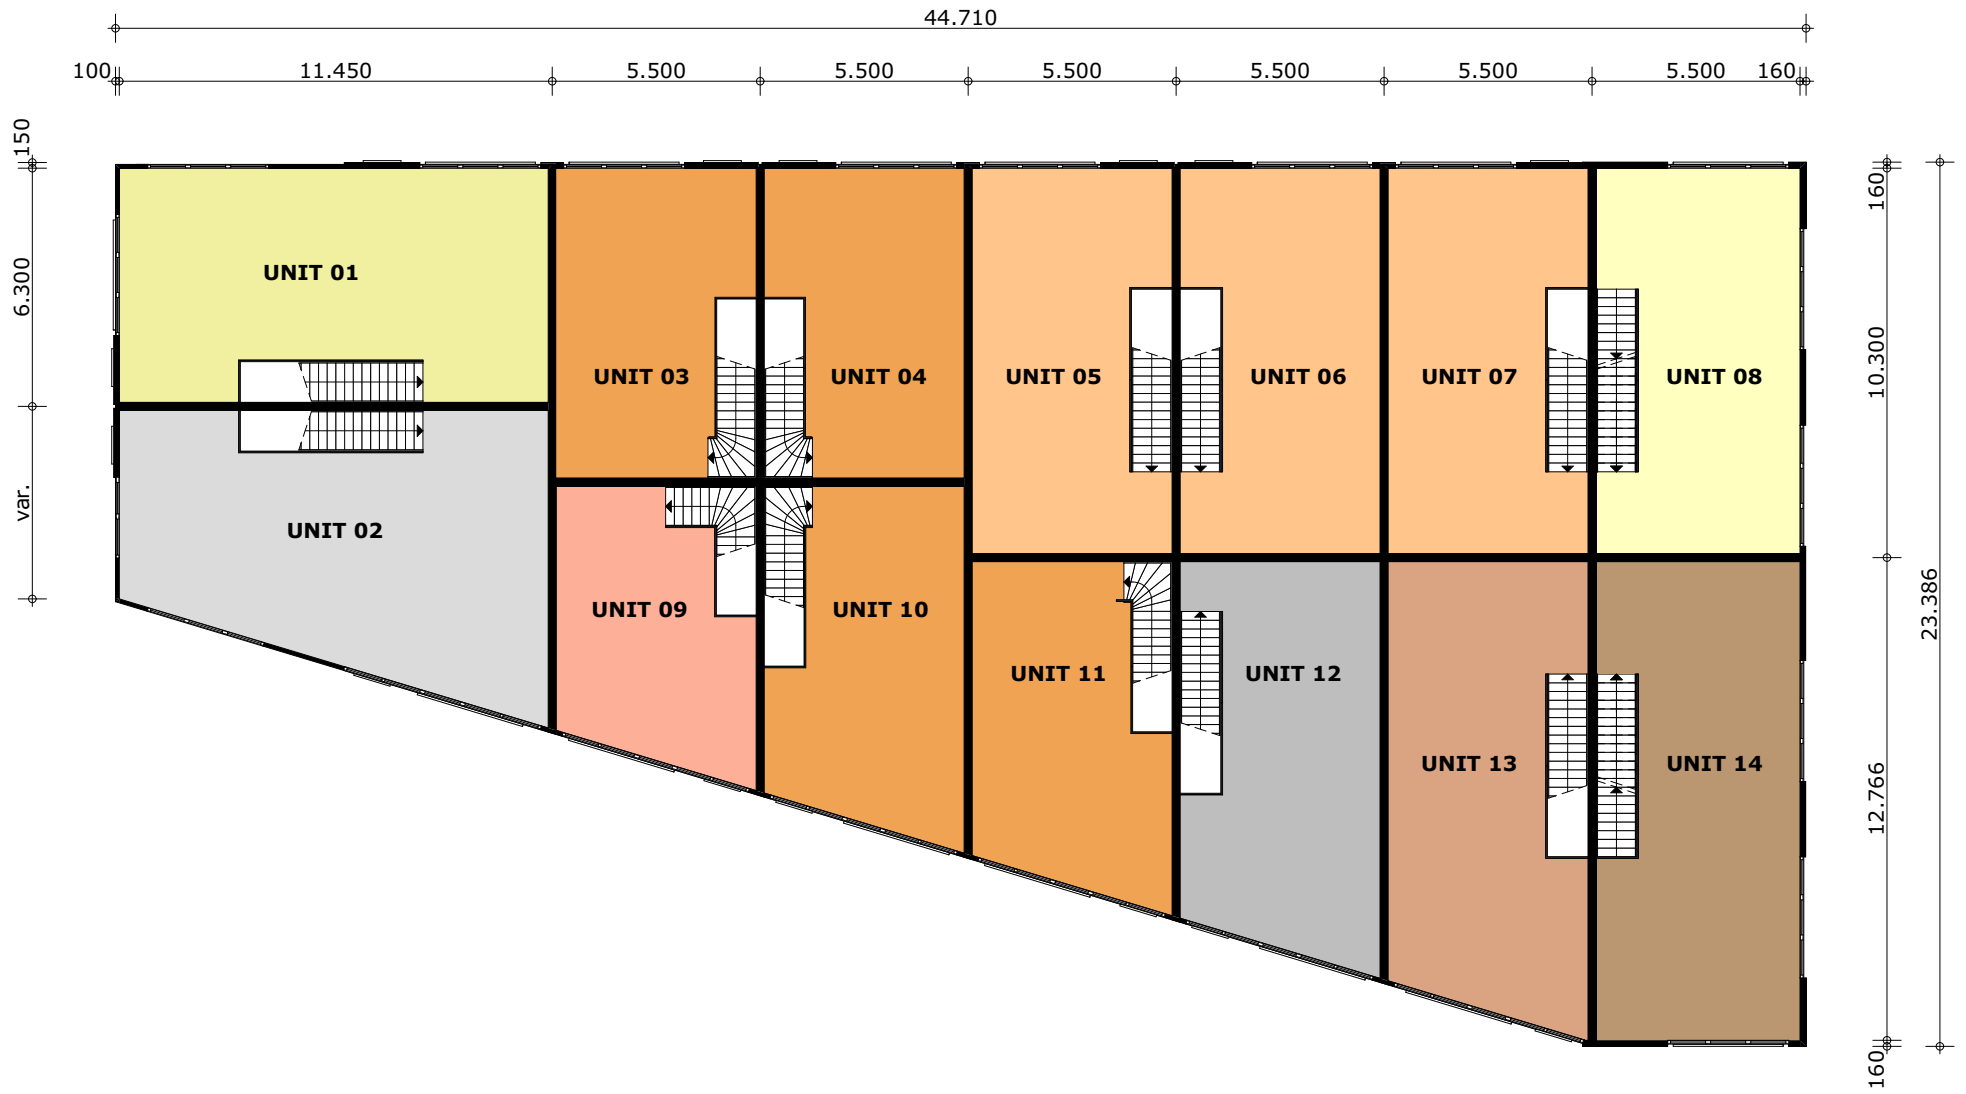 44.710
100 11.450 5.500 5.500 5.500 5.500 5.500 5.500 160
150
160
6.300
UNIT 01
10.300
UNIT 03
UNIT 04
UNIT 05
UNIT 06
UNIT 07
UNIT 08
var.
UNIT 02
UNIT 09
UNIT 10
23.386
UNIT 11
UNIT 12
UNIT 13
UNIT 14
12.766
160